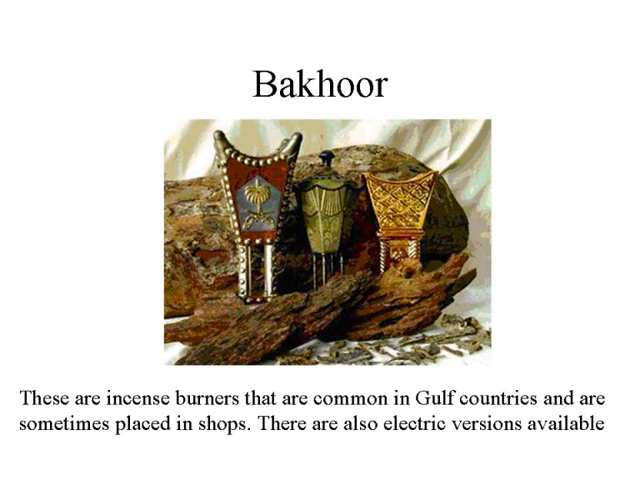 Bakhoor
These are incense burners that are common in Gulf countries and are
sometimes placed in shops. There are also electric versions available